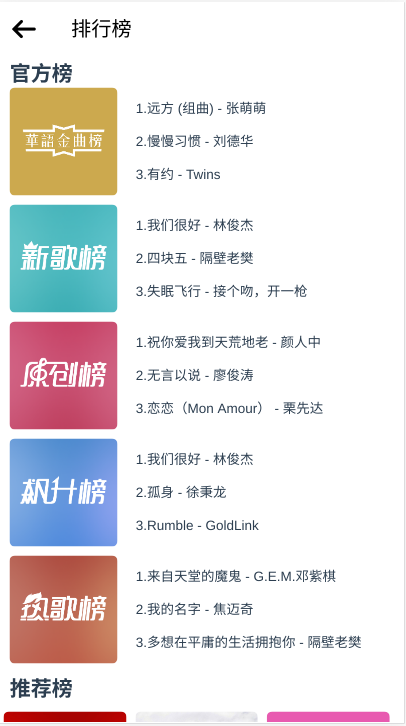 排行榜
官方榜
華語金曲榜
1.远方 (组曲) - 张萌萌
2.慢慢习惯 - 刘德华
3.有约 - Twins
新歌榜
1.我们很好 - 林俊杰
2.四块五 - 隔壁老樊
3.失眠飞行 - 接个吻，开一枪
原创榜
1.祝你爱我到天荒地老 - 颜人中
2.无言以说 - 廖俊涛
3.恋恋（Mon Amour） - 栗先达
飙升榜
1.我们很好 - 林俊杰
2.孤身 - 徐秉龙
3.Rumble - GoldLink
热歌榜
1.来自天堂的魔鬼 - G.E.M.邓紫棋
2.我的名字 - 焦迈奇
3.多想在平庸的生活拥抱你 - 隔壁老樊
推荐榜